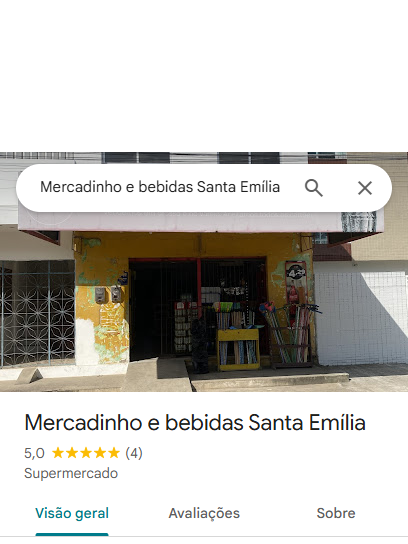 Mercadinho e bebidas Santa Emília
Mercadinho e bebidas Santa Emília
5,0 (4)
Supermercado
Visão geral Avaliações Sobre